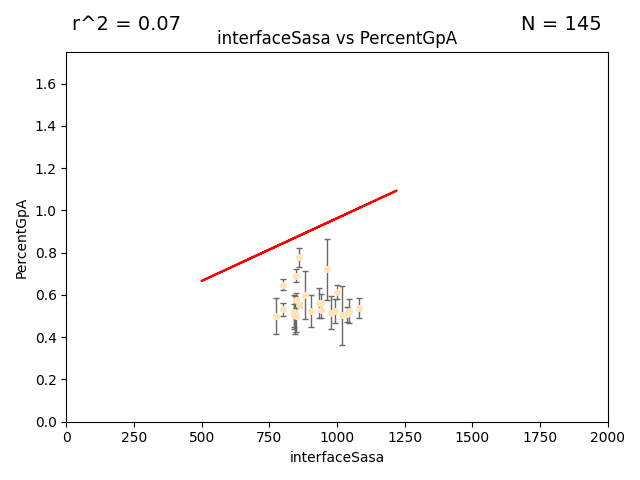 r^2 = 0.07
N = 145
interfaceSasa vs PercentGpA
PercentGpA
1.6
1.4
1.2
1.0
0.8
0.6
0.4
0.2
0.0
0 250 500 750 1000 1250 1500 1750 2000
interfaceSasa